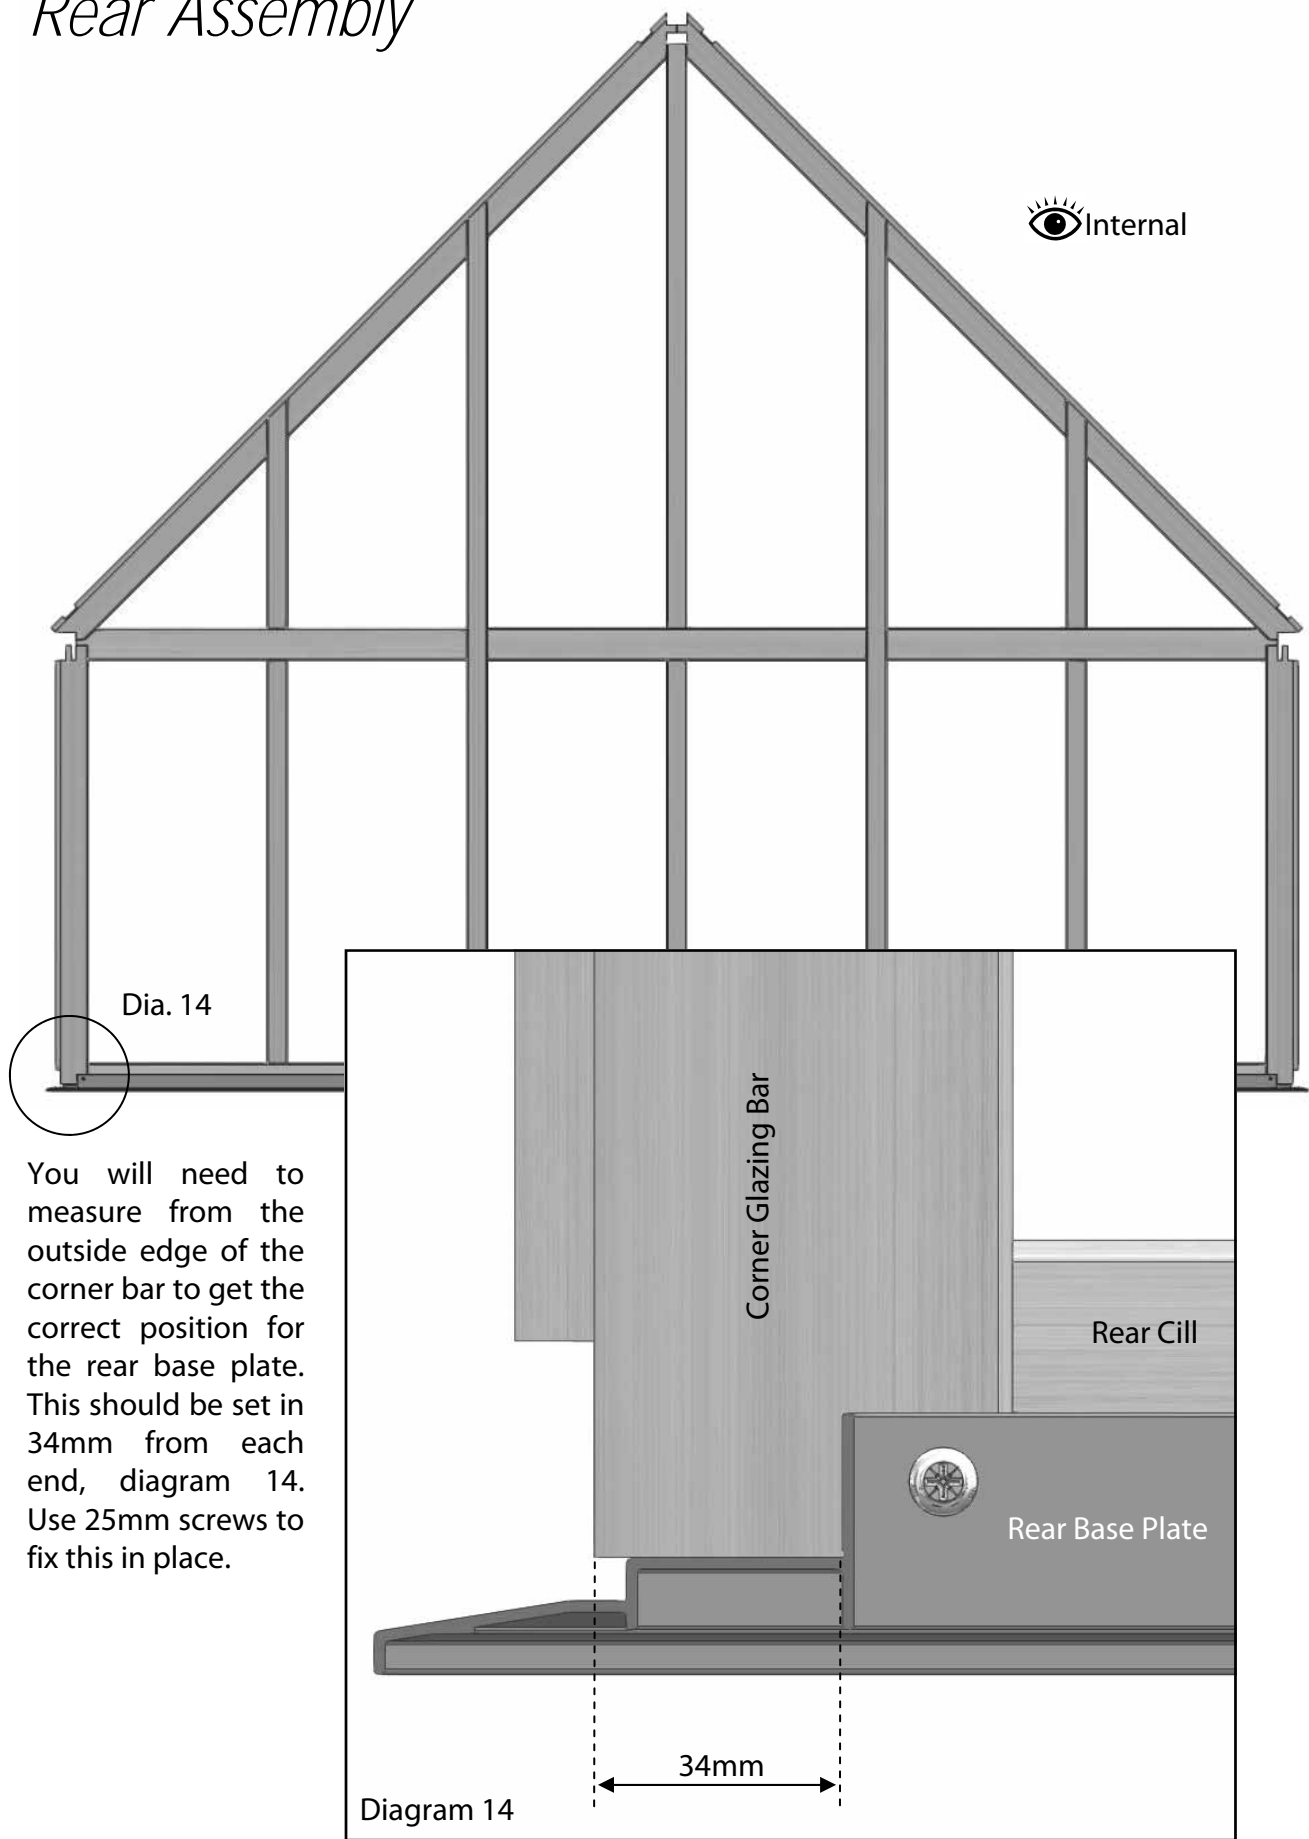 Rear Assembly
Internal
Dia. 14
You will need to
measure from the
outside edge of the
corner bar to get the
correct position for
the rear base plate.
This should be set in
34mm from each
end, diagram 14.
Use 25mm screws to
fix this in place.
Corner Glazing Bar
Rear Cill
Rear Base Plate
34mm
Diagram 14